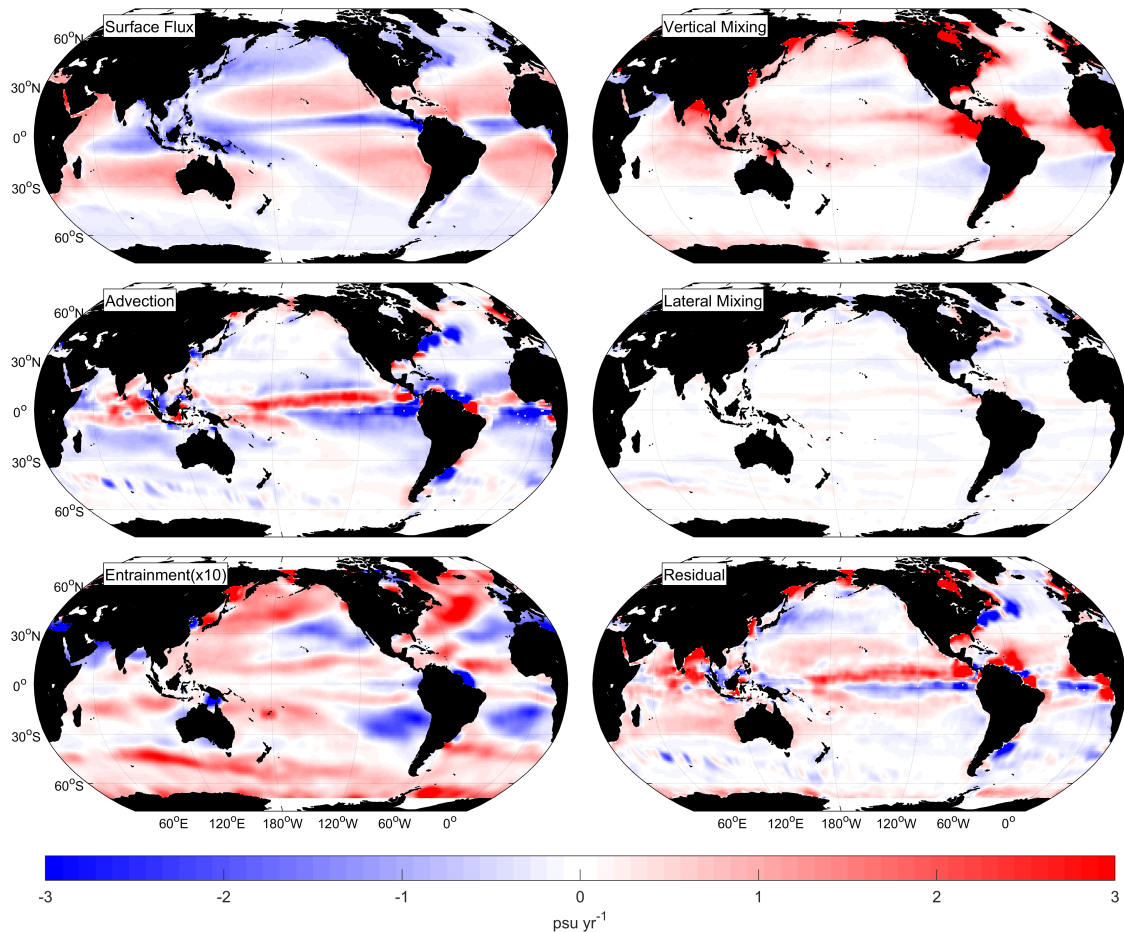 Surface Flux
Vertical Mixing
60°N
30°N
0°
30°S
60°S
Advection
Lateral Mixing
60°N
30°N
0°
30°S
60°S
Entrainment(x10)
Residual
60°N
30°N
0°
30°S
60°S
60°E 120°E 180°W 120°W 60°W 0°
60°E 120°E 180°W 120°W 60°W 0°
-3 -2 -1 0 1 2 3
psu yr⁻¹